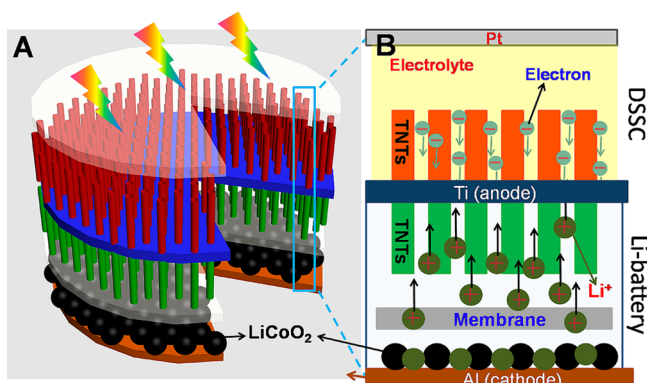 A
B
Pt
Electrolyte
Electron
DSSC
TNTs
Ti (anode)
TNTs
Li-battery
Li+
Membrane
LiCoO₂
Al (cathode)